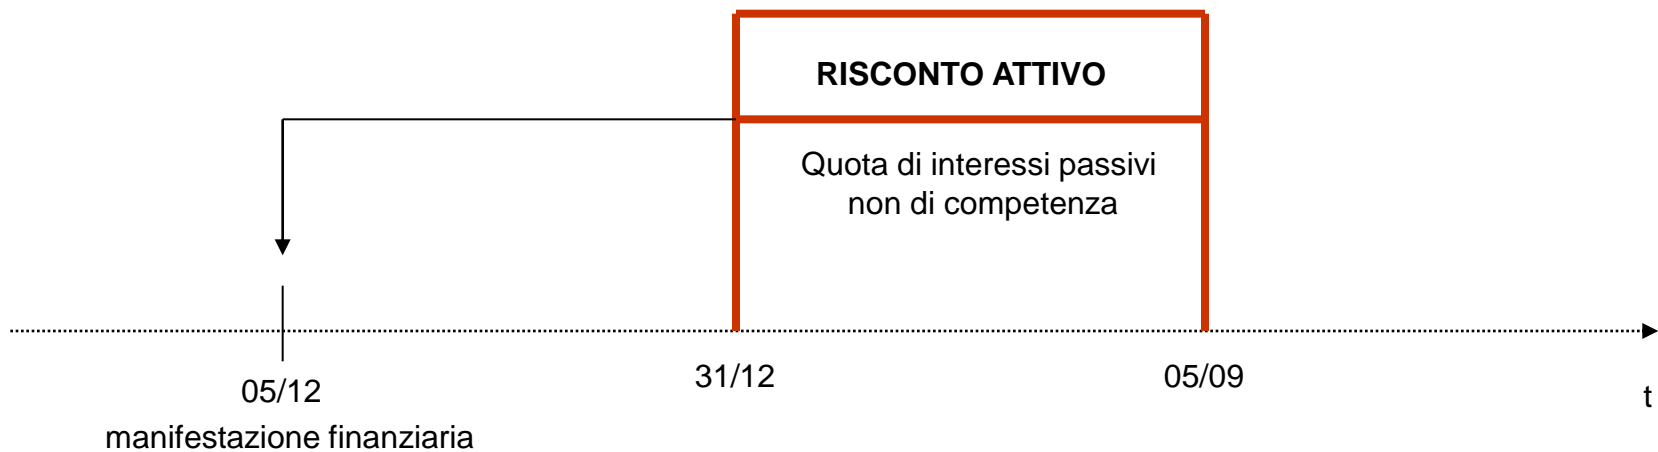 RISCONTO ATTIVO
Quota di interessi passivi
non di competenza
05/12
31/12
05/09
t
manifestazione finanziaria